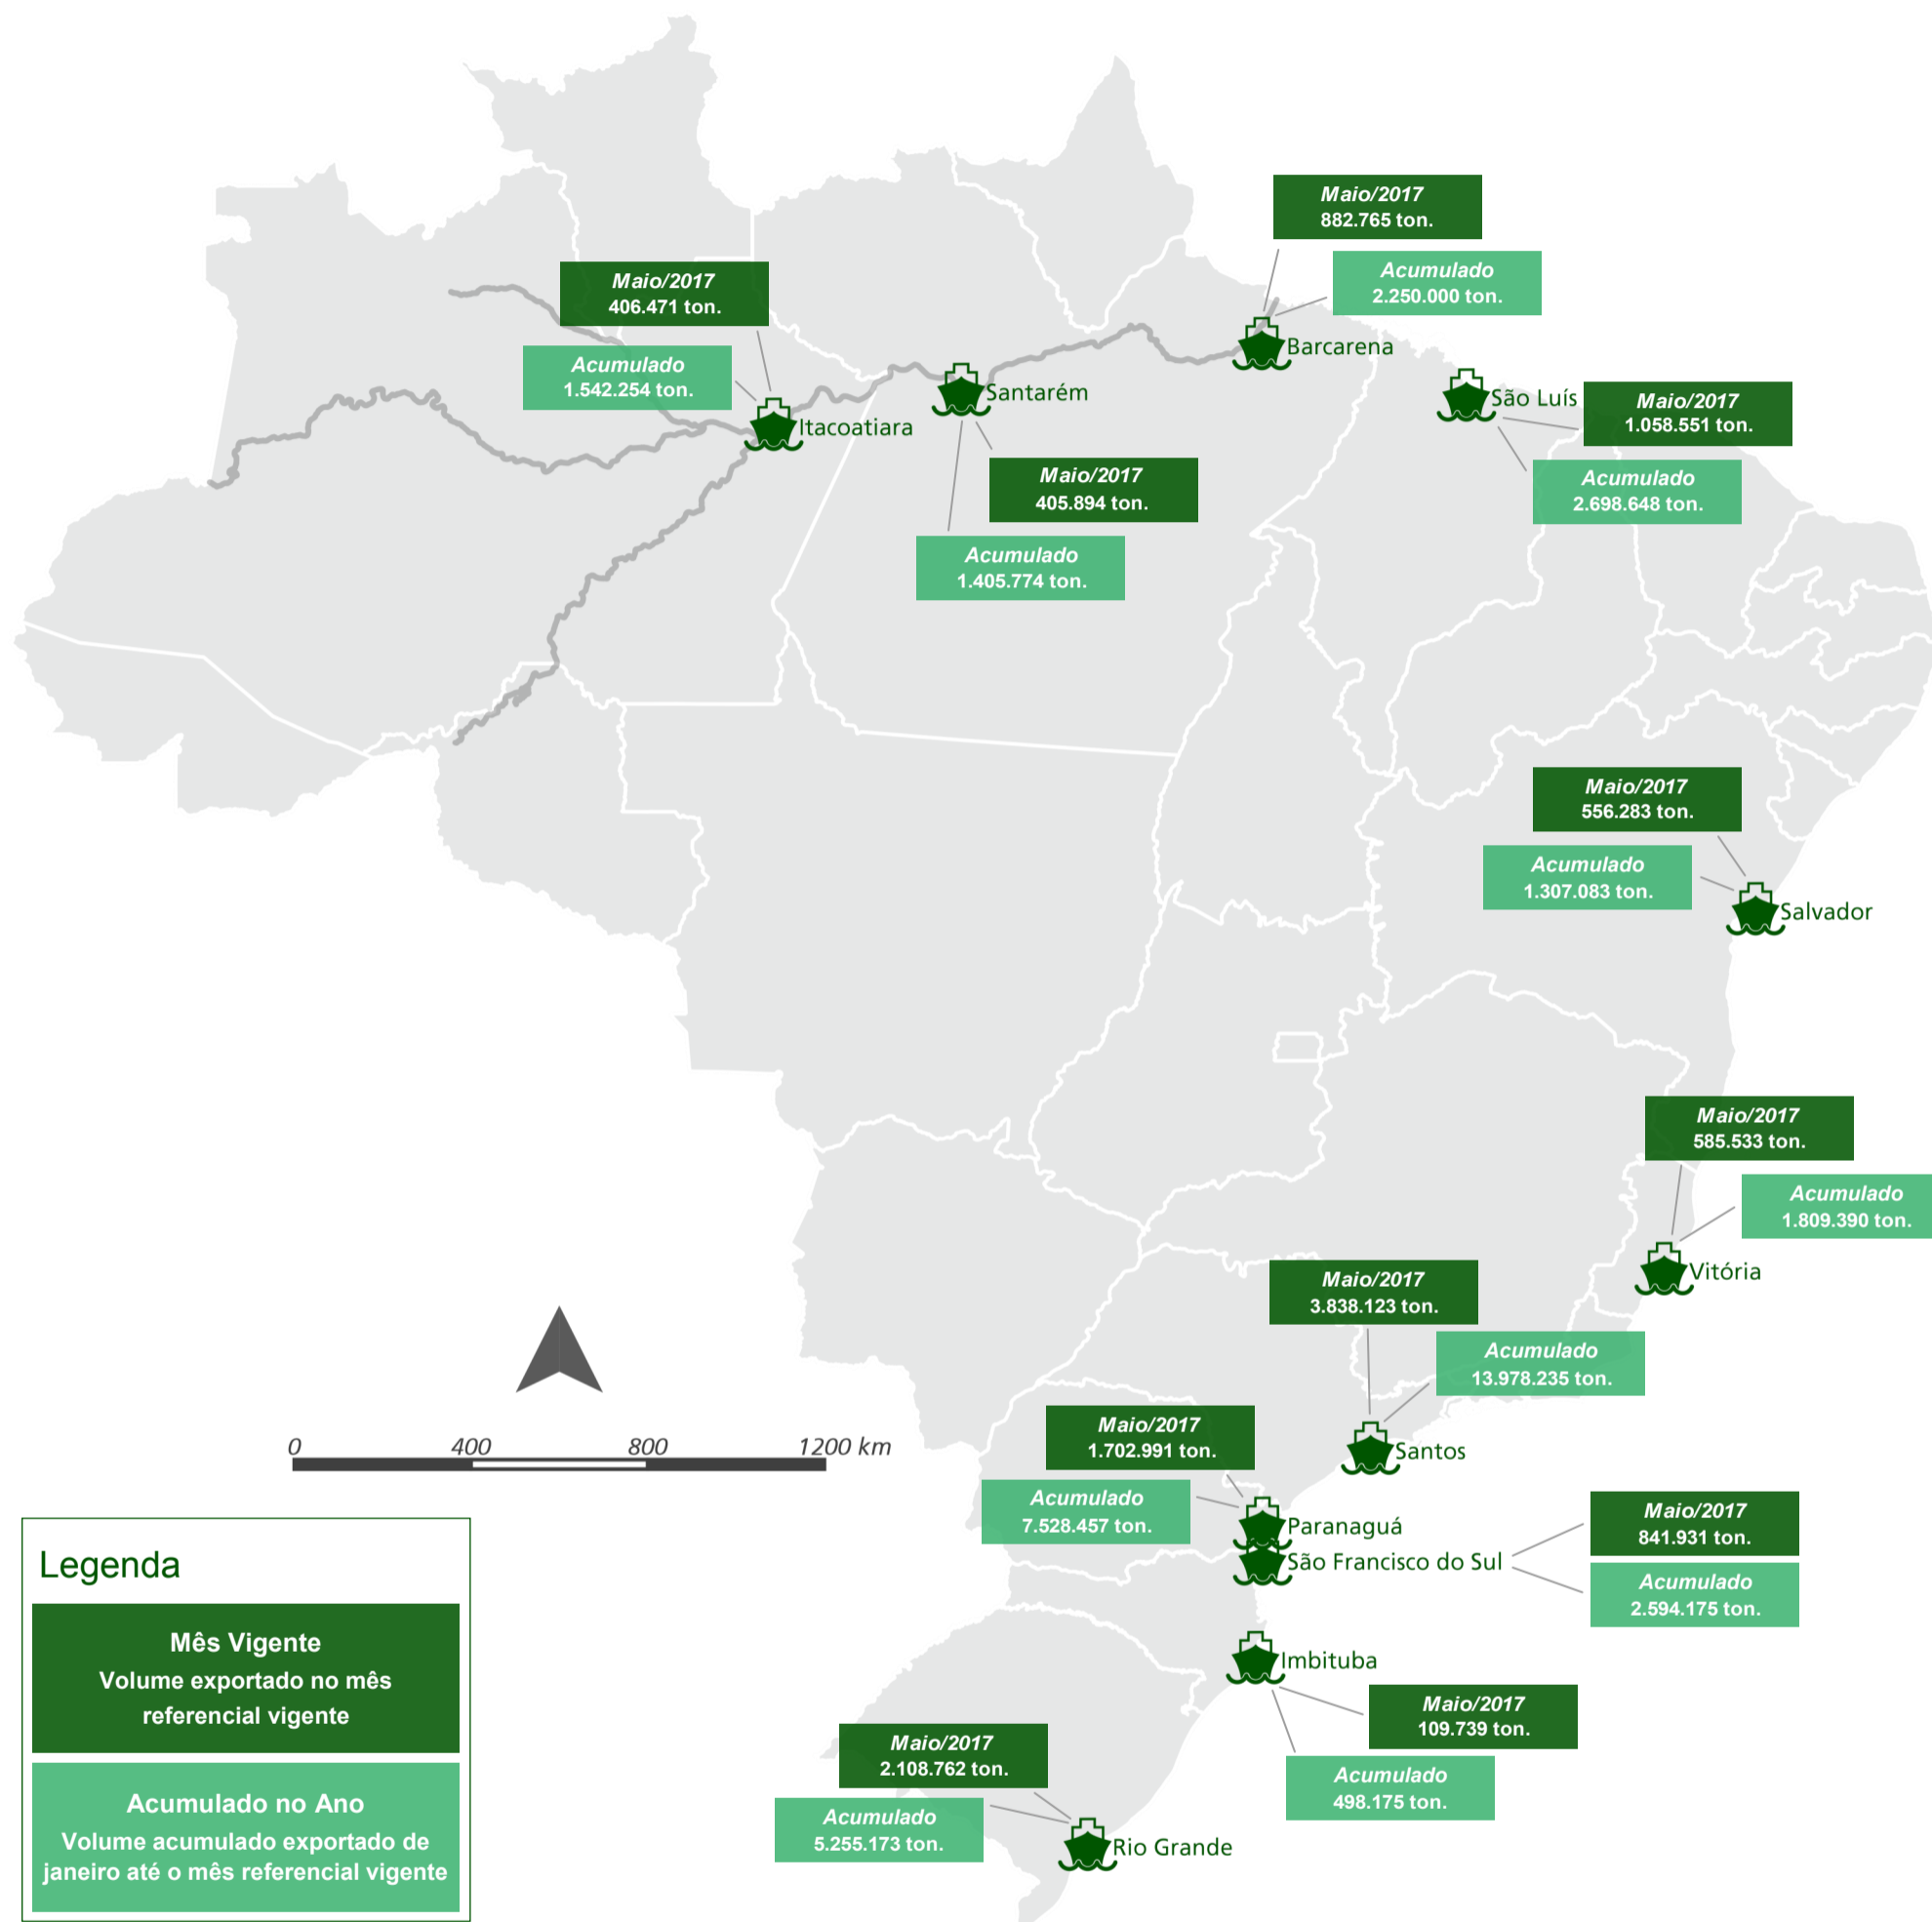 Maio/2017
882.765 ton.
Acumulado
2.250.000 ton.
Barcarena
Maio/2017
406.471 ton.
Acumulado
1.542.254 ton.
Itacoatiara
Santarém
Maio/2017
405.894 ton.
Acumulado
1.405.774 ton.
São Luís
Maio/2017
1.058.551 ton.
Acumulado
2.698.648 ton.
Maio/2017
556.283 ton.
Acumulado
1.307.083 ton.
Salvador
Maio/2017
585.533 ton.
Acumulado
1.809.390 ton.
Vitória
Maio/2017
3.838.123 ton.
Acumulado
13.978.235 ton.
Santos
Maio/2017
1.702.991 ton.
Acumulado
7.528.457 ton.
Paranaguá
São Francisco do Sul
Maio/2017
841.931 ton.
Acumulado
2.594.175 ton.
Imbituba
Maio/2017
109.739 ton.
Acumulado
498.175 ton.
Maio/2017
2.108.762 ton.
Acumulado
5.255.173 ton.
Rio Grande
0 400 800 1200 km
Legenda
Mês Vigente
Volume exportado no mês
referencial vigente
Acumulado no Ano
Volume acumulado exportado de
janeiro até o mês referencial vigente